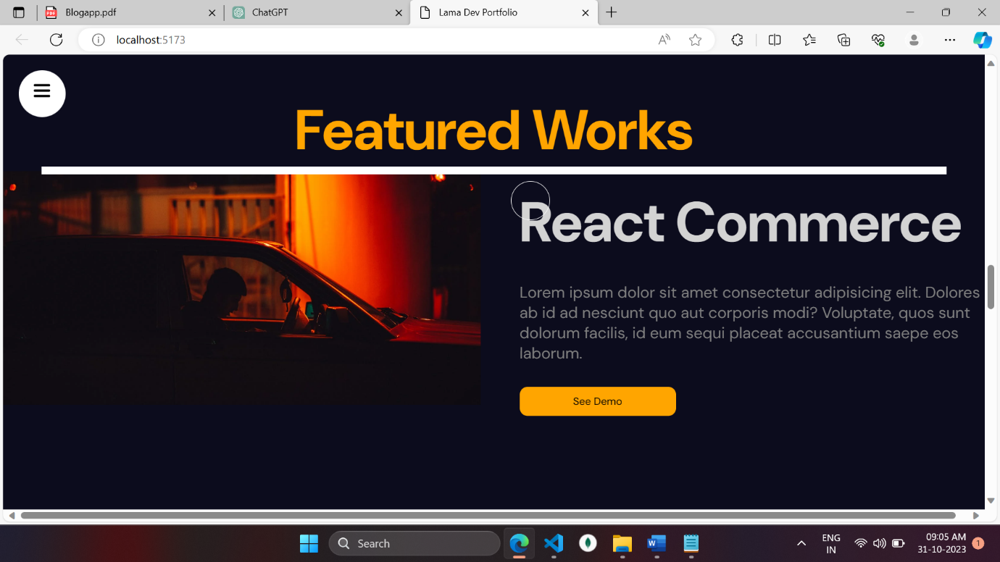 Blogapp.pdf
ChatGPT
Lama Dev Portfolio
localhost:5173
Featured Works
React Commerce
Lorem ipsum dolor sit amet consectetur adipisicing elit. Dolores
ab id ad nesciunt quo aut corporis modi? Voluptate, quos sunt
dolorum facilis, id eum sequi placeat accusantium saepe eos
laborum.
See Demo
Search
ENG
IN
09:05 AM
31-10-2023
1